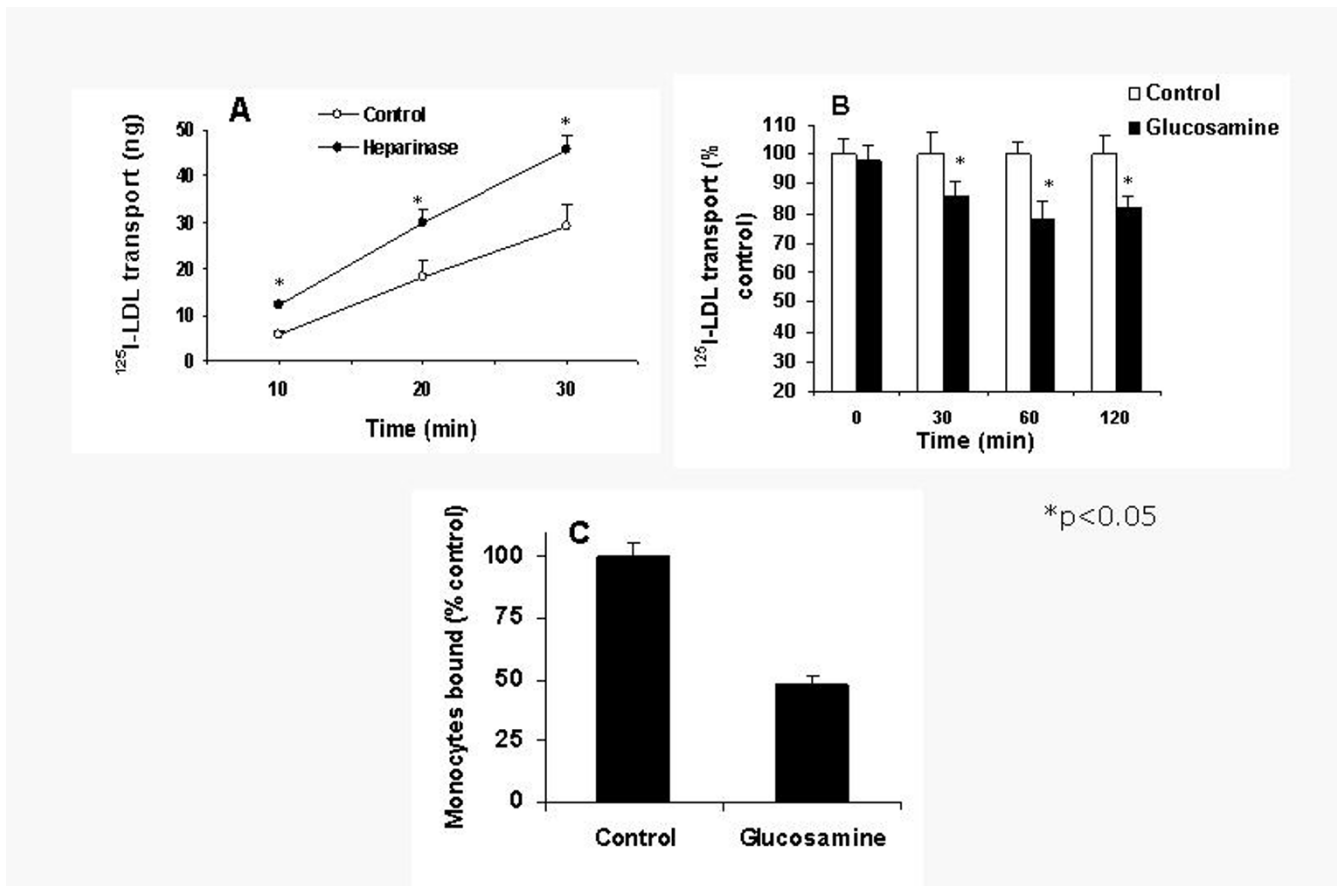 A
Control
Heparinase
50
40
30
20
10
0
¹²⁵I-LDL transport (ng)
*
*
*
10 20 30
Time (min)
B
Control
Glucosamine
110
100
90
80
70
60
50
40
30
20
¹²⁵I-LDL transport (%
control)
*
*
*
0 30 60 120
Time (min)
*p<0.05
C
100
75
50
25
0
Monocytes bound (% control)
Control Glucosamine